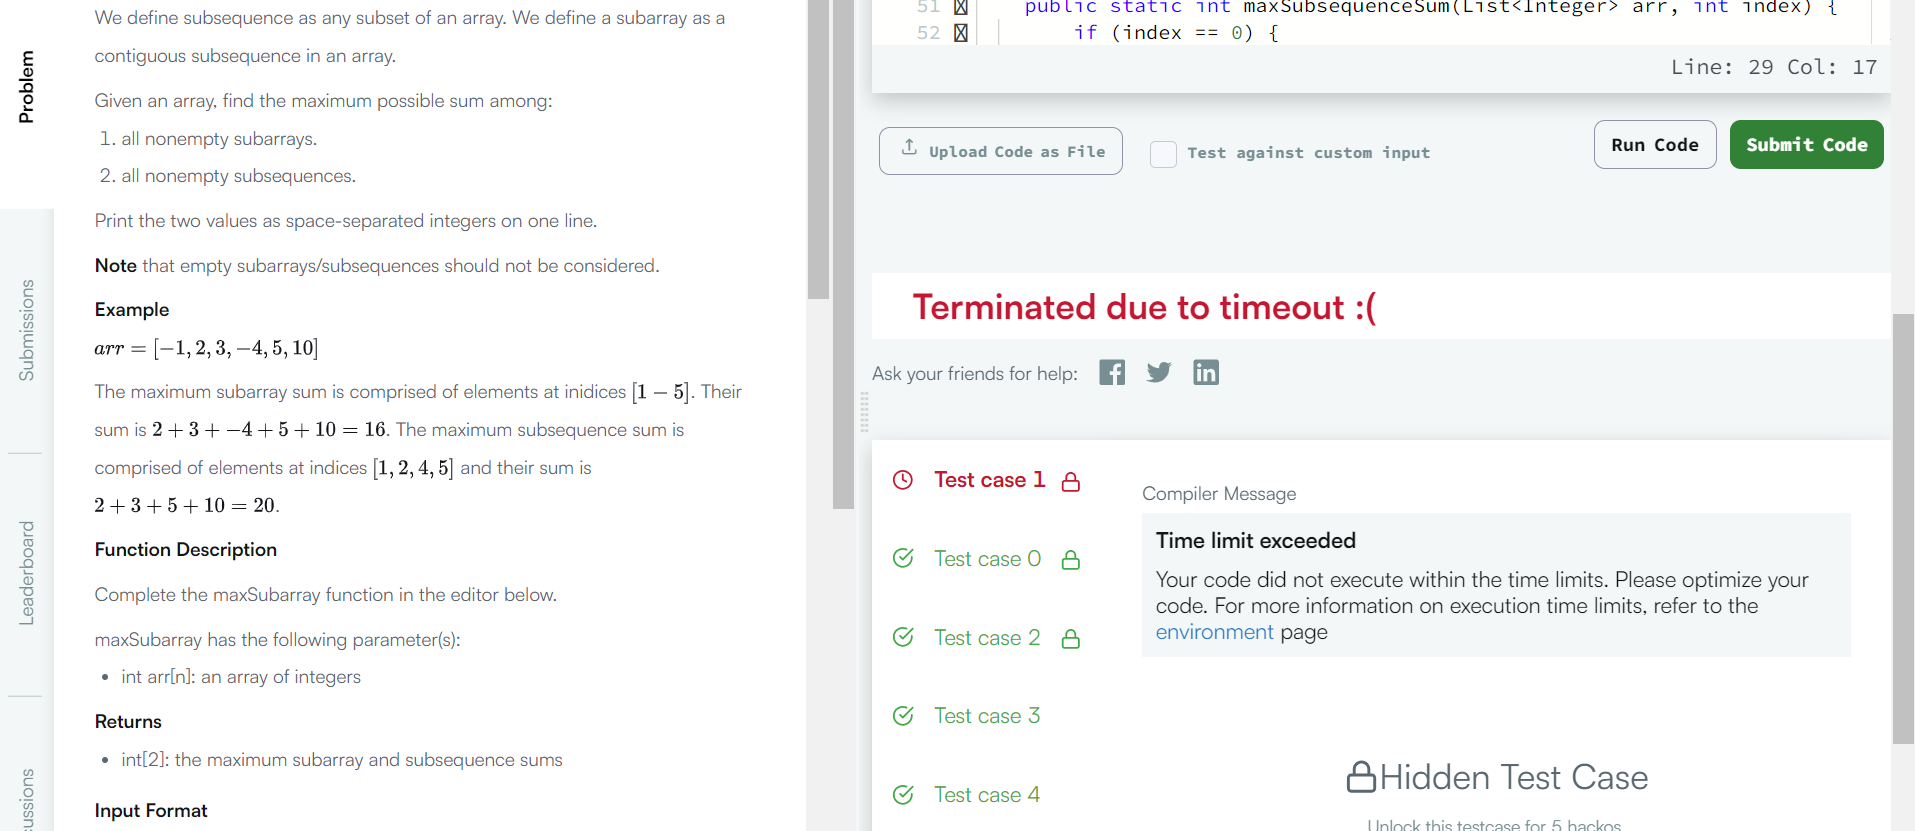 Problem
Submissions
Leaderboard
ussions
We define subsequence as any subset of an array. We define a subarray as a
contiguous subsequence in an array.
Given an array, find the maximum possible sum among:
1. all nonempty subarrays.
2. all nonempty subsequences.
Print the two values as space-separated integers on one line.
Note that empty subarrays/subsequences should not be considered.
Example
arr = [−1, 2, 3, −4, 5, 10]
The maximum subarray sum is comprised of elements at inidices [1 − 5]. Their
sum is 2 + 3 + −4 + 5 + 10 = 16. The maximum subsequence sum is
comprised of elements at indices [1, 2, 4, 5] and their sum is
2 + 3 + 5 + 10 = 20.
Function Description
Complete the maxSubarray function in the editor below.
maxSubarray has the following parameter(s):
• int arr[n]: an array of integers
Returns
• int[2]: the maximum subarray and subsequence sums
Input Format
51 public static int maxSubsequenceSum(List<Integer> arr, int index) {
52 if (index == 0) {
Line: 29 Col: 17
Upload Code as File
Test against custom input
Run Code
Submit Code
Terminated due to timeout :(
Ask your friends for help:
Test case 1
Test case 0
Test case 2
Test case 3
Test case 4
Compiler Message
Time limit exceeded
Your code did not execute within the time limits. Please optimize your
code. For more information on execution time limits, refer to the
environment page
Hidden Test Case
Unlock this testcase for 5 hackos.